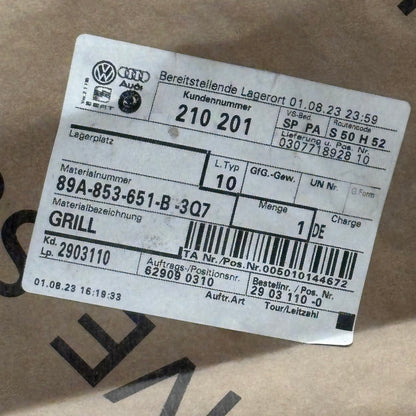 Bereitstellende Lagerort 01.08.23 23:59
Audi
SEAT
Kundennummer
210 201
VS-Bed. Routencode
SP PA S 50 H 52
Lieferung u. Pos. Nr
0307718928 10
Lagerplatz
L.Typ GfG.-Gew. UN Nr. G.Form
10
Materialnummer
89A-853-651-B -3Q7
Menge Charge
1 DE
Materialbezeichnung
GRILL
TA Nr./Pos.Nr.005010144672
Kd.
Lp. 2903110
Auftrags-/Positionsnr.
62909 0310
Bestellnr. / Pos. Nr.
29 03 110 -0
01.08.23 16:19:33
Auftr.Art Tour/Leitzahl